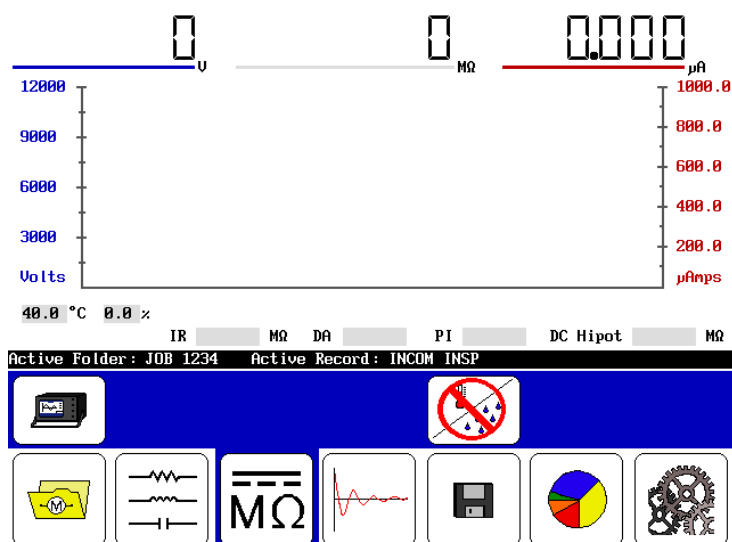 0 V 0 MΩ 0.000 µA
12000 1000.0
9000 800.0
6000 600.0
400.0
3000 200.0
Volts µAmps
40.0 °C 0.0 %
IR MΩ DA PI DC Hipot MΩ
Active Folder: JOB 1234 Active Record: INCOM INSP
M MΩ